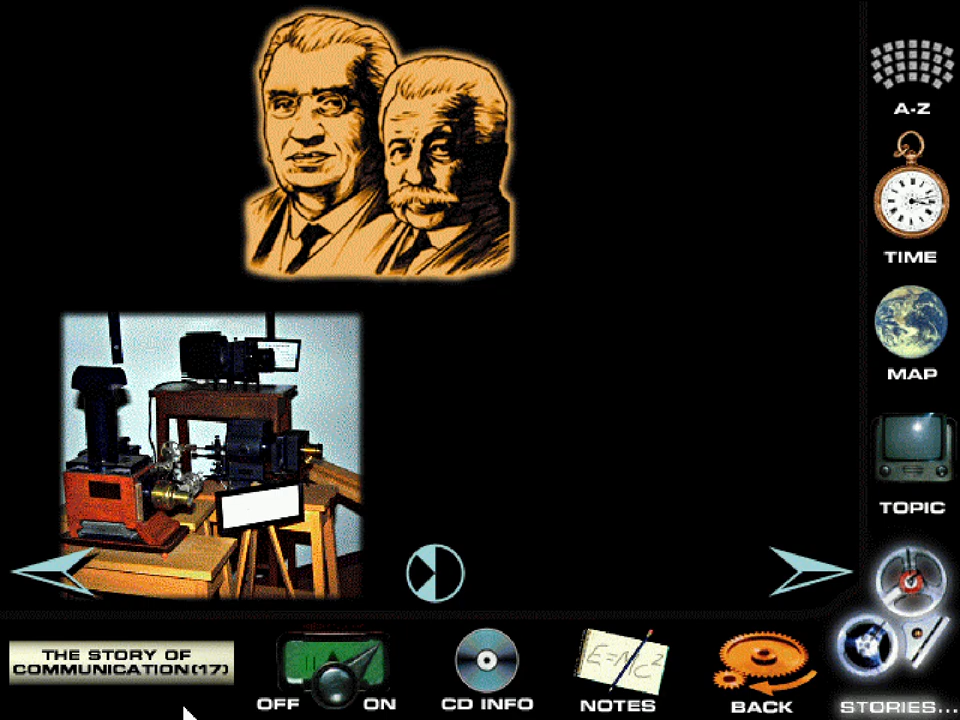 A-Z
TIME
MAP
TOPIC
THE STORY OF
COMMUNICATION(17)
OFF
ON
CD INFO
E=MC²
NOTES
BACK
STORIES...